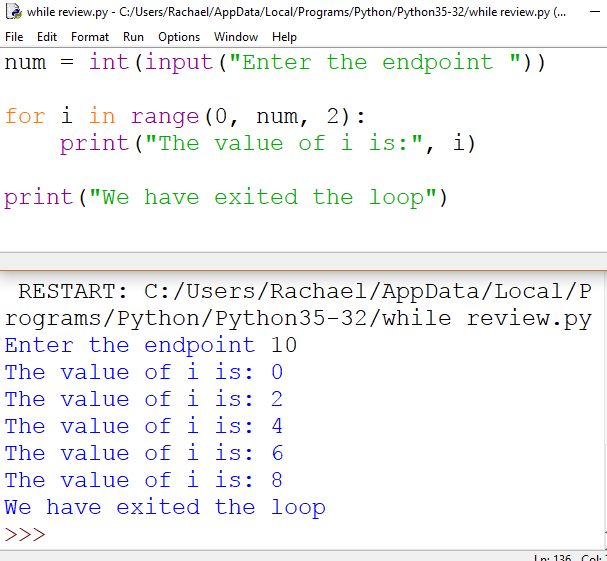 while review.py - C:/Users/Rachael/AppData/Local/Programs/Python/Python35-32/while review.py (...
File Edit Format Run Options Window Help
num = int(input("Enter the endpoint "))
for i in range(0, num, 2):
    print("The value of i is:", i)
print("We have exited the loop")
RESTART: C:/Users/Rachael/AppData/Local/P
rograms/Python/Python35-32/while review.py
Enter the endpoint 10
The value of i is: 0
The value of i is: 2
The value of i is: 4
The value of i is: 6
The value of i is: 8
We have exited the loop
>>>
Ln: 136 Col: